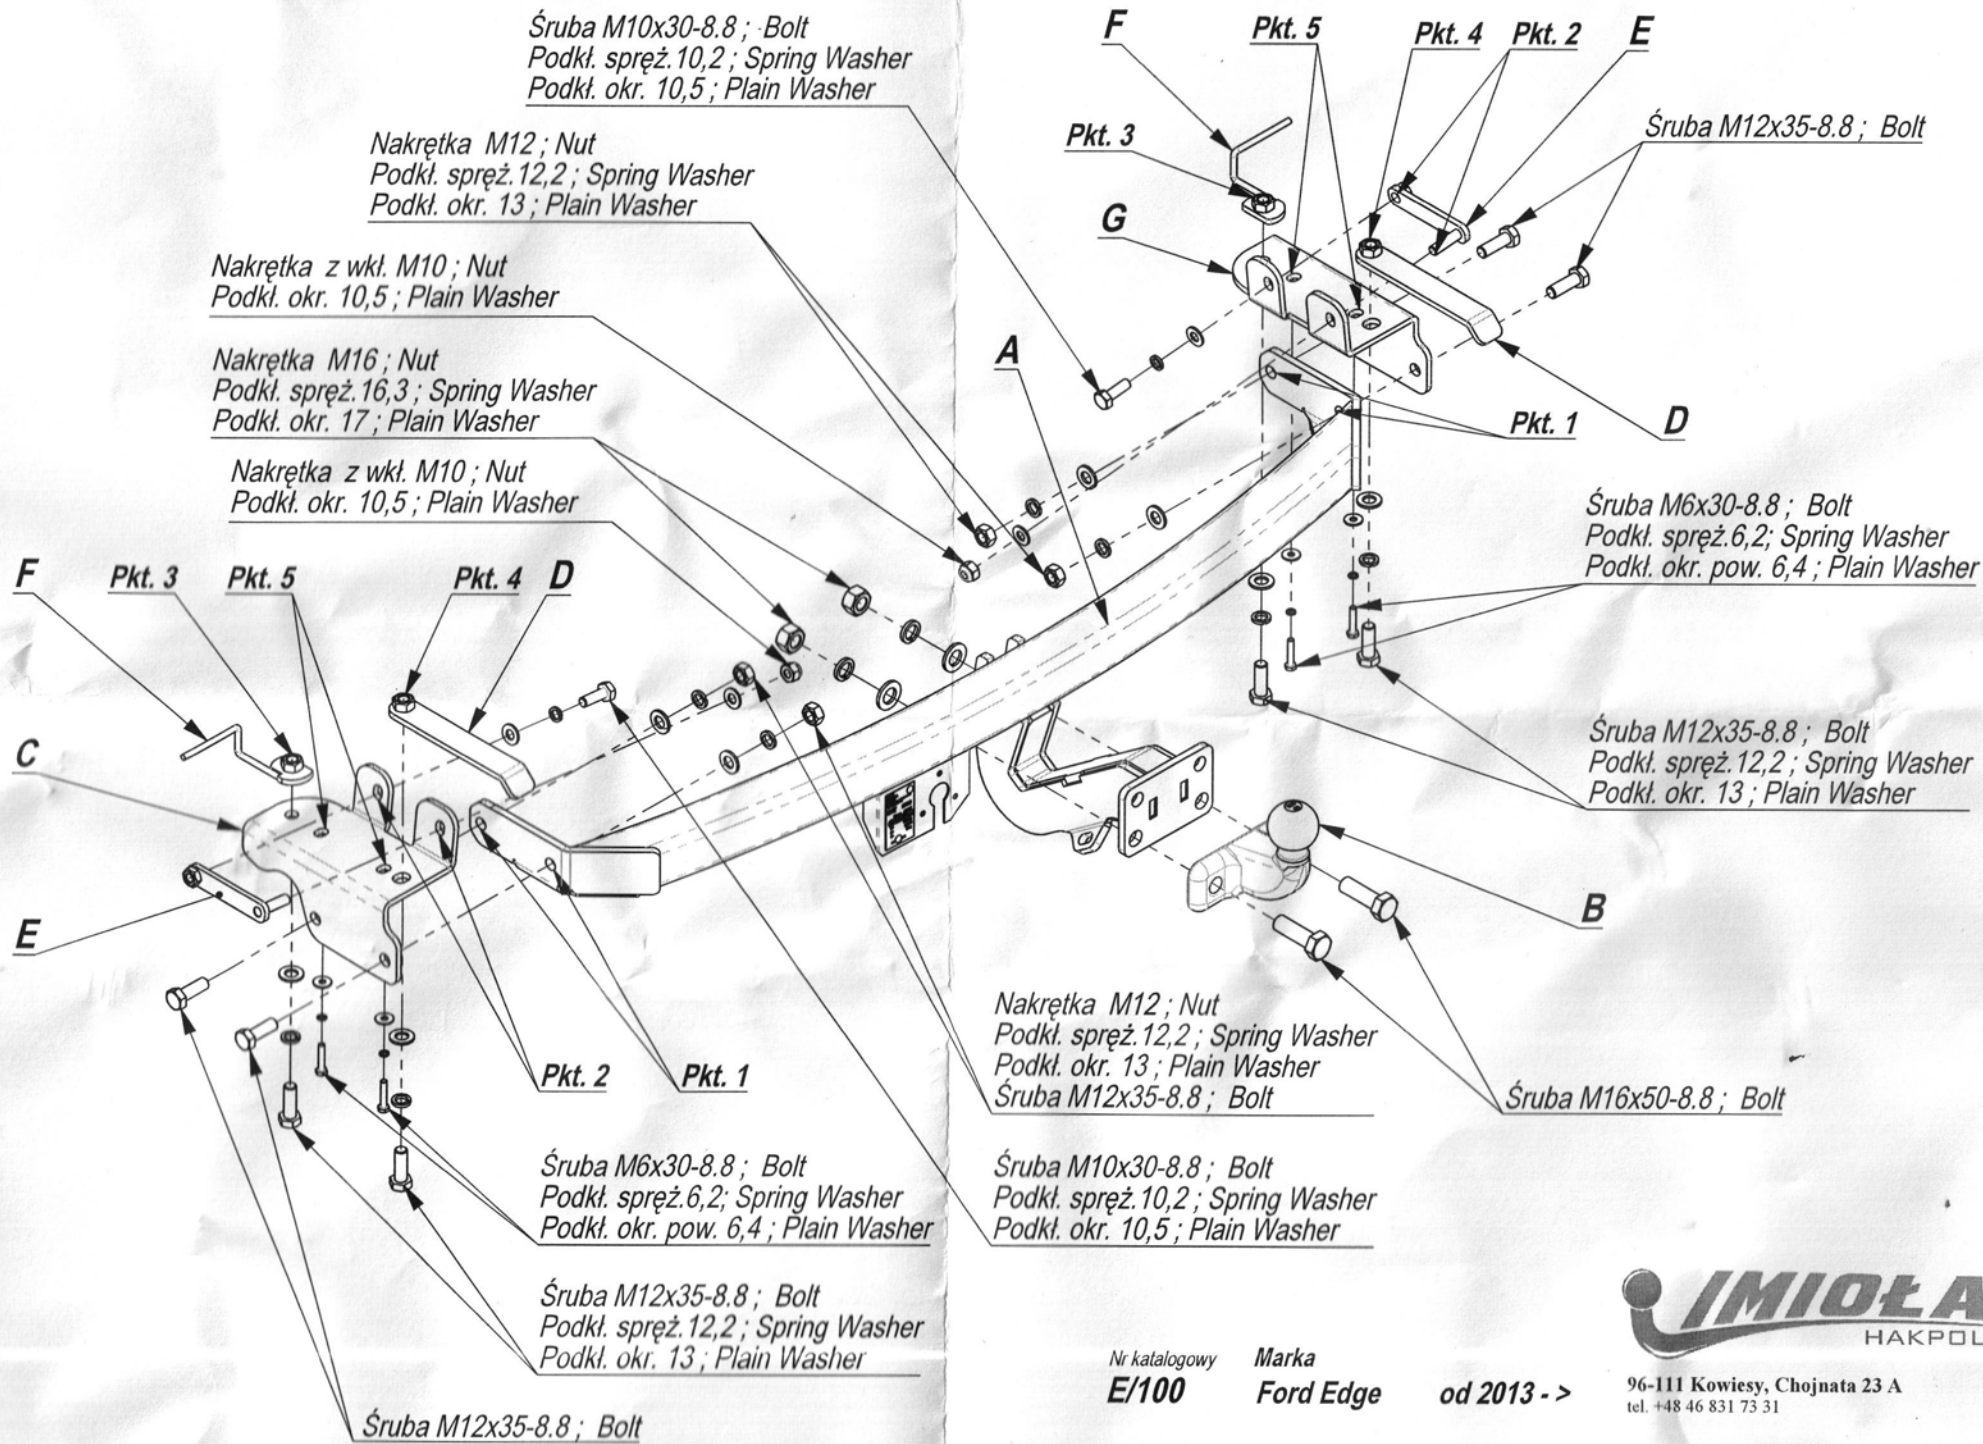 Śruba M10x30-8.8 ; Bolt
Podkł. spręż.10,2 ; Spring Washer
Podkł. okr. 10,5 ; Plain Washer
Nakrętka M12 ; Nut
Podkł. spręż.12,2 ; Spring Washer
Podkł. okr. 13 ; Plain Washer
Nakrętka z wkł. M10 ; Nut
Podkł. okr. 10,5 ; Plain Washer
Nakrętka M16 ; Nut
Podkł. spręż.16,3 ; Spring Washer
Podkł. okr. 17 ; Plain Washer
Nakrętka z wkł. M10 ; Nut
Podkł. okr. 10,5 ; Plain Washer
F
Pkt. 5
Pkt. 4
Pkt. 2
E
Pkt. 3
Śruba M12x35-8.8 ; Bolt
G
A
Pkt. 1
D
Śruba M6x30-8.8 ; Bolt
Podkł. spręż.6,2; Spring Washer
Podkł. okr. pow. 6,4 ; Plain Washer
Śruba M12x35-8.8 ; Bolt
Podkł. spręż.12,2 ; Spring Washer
Podkł. okr. 13 ; Plain Washer
F
Pkt. 3
Pkt. 5
Pkt. 4
D
C
E
B
Pkt. 2
Pkt. 1
Nakrętka M12 ; Nut
Podkł. spręż.12,2 ; Spring Washer
Podkł. okr. 13 ; Plain Washer
Śruba M12x35-8.8 ; Bolt
Śruba M16x50-8.8 ; Bolt
Śruba M6x30-8.8 ; Bolt
Podkł. spręż.6,2; Spring Washer
Podkł. okr. pow. 6,4 ; Plain Washer
Śruba M10x30-8.8 ; Bolt
Podkł. spręż.10,2 ; Spring Washer
Podkł. okr. 10,5 ; Plain Washer
Śruba M12x35-8.8 ; Bolt
Podkł. spręż.12,2 ; Spring Washer
Podkł. okr. 13 ; Plain Washer
Śruba M12x35-8.8 ; Bolt
Nr katalogowy Marka
E/100 Ford Edge od 2013 - >
IMIOŁA
HAKPOL
96-111 Kowiesy, Chojnata 23 A
tel. +48 46 831 73 31